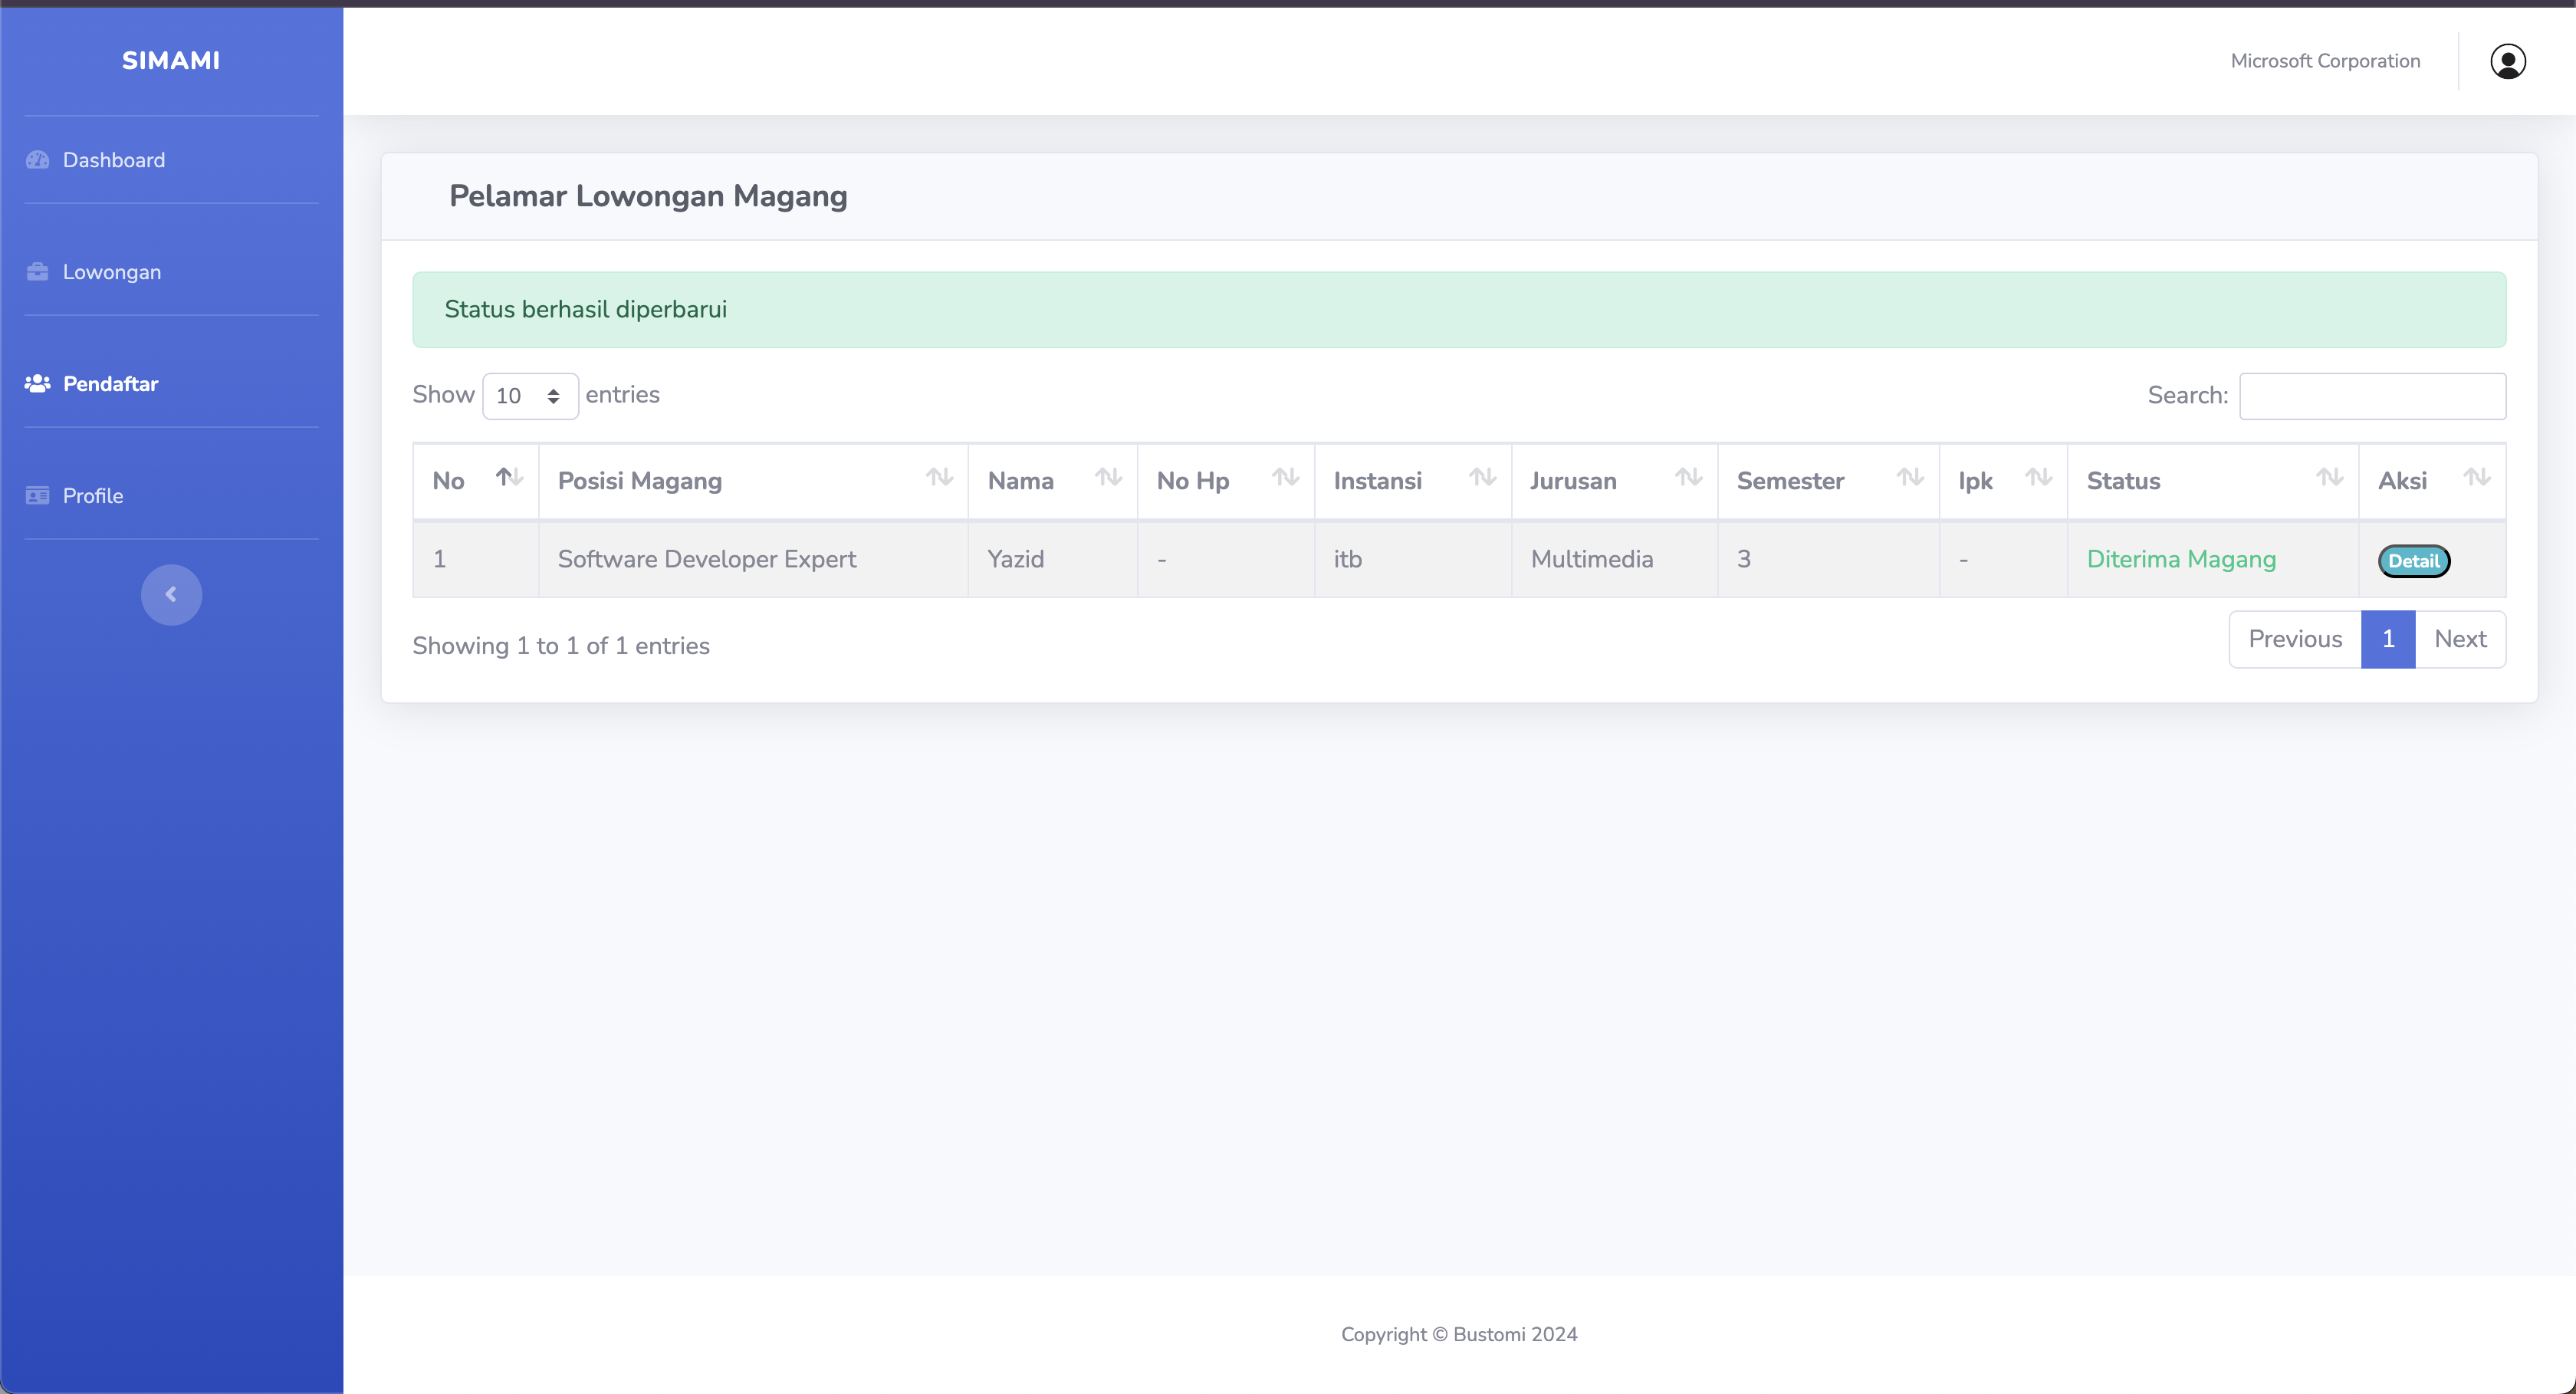 SIMAMI
Microsoft Corporation
Dashboard
Lowongan
Pendaftar
Profile
Pelamar Lowongan Magang
Status berhasil diperbarui
Show 10 entries
Search:
No Posisi Magang Nama No Hp Instansi Jurusan Semester Ipk Status Aksi
1 Software Developer Expert Yazid - itb Multimedia 3 - Diterima Magang Detail
Showing 1 to 1 of 1 entries
Previous 1 Next
Copyright © Bustomi 2024